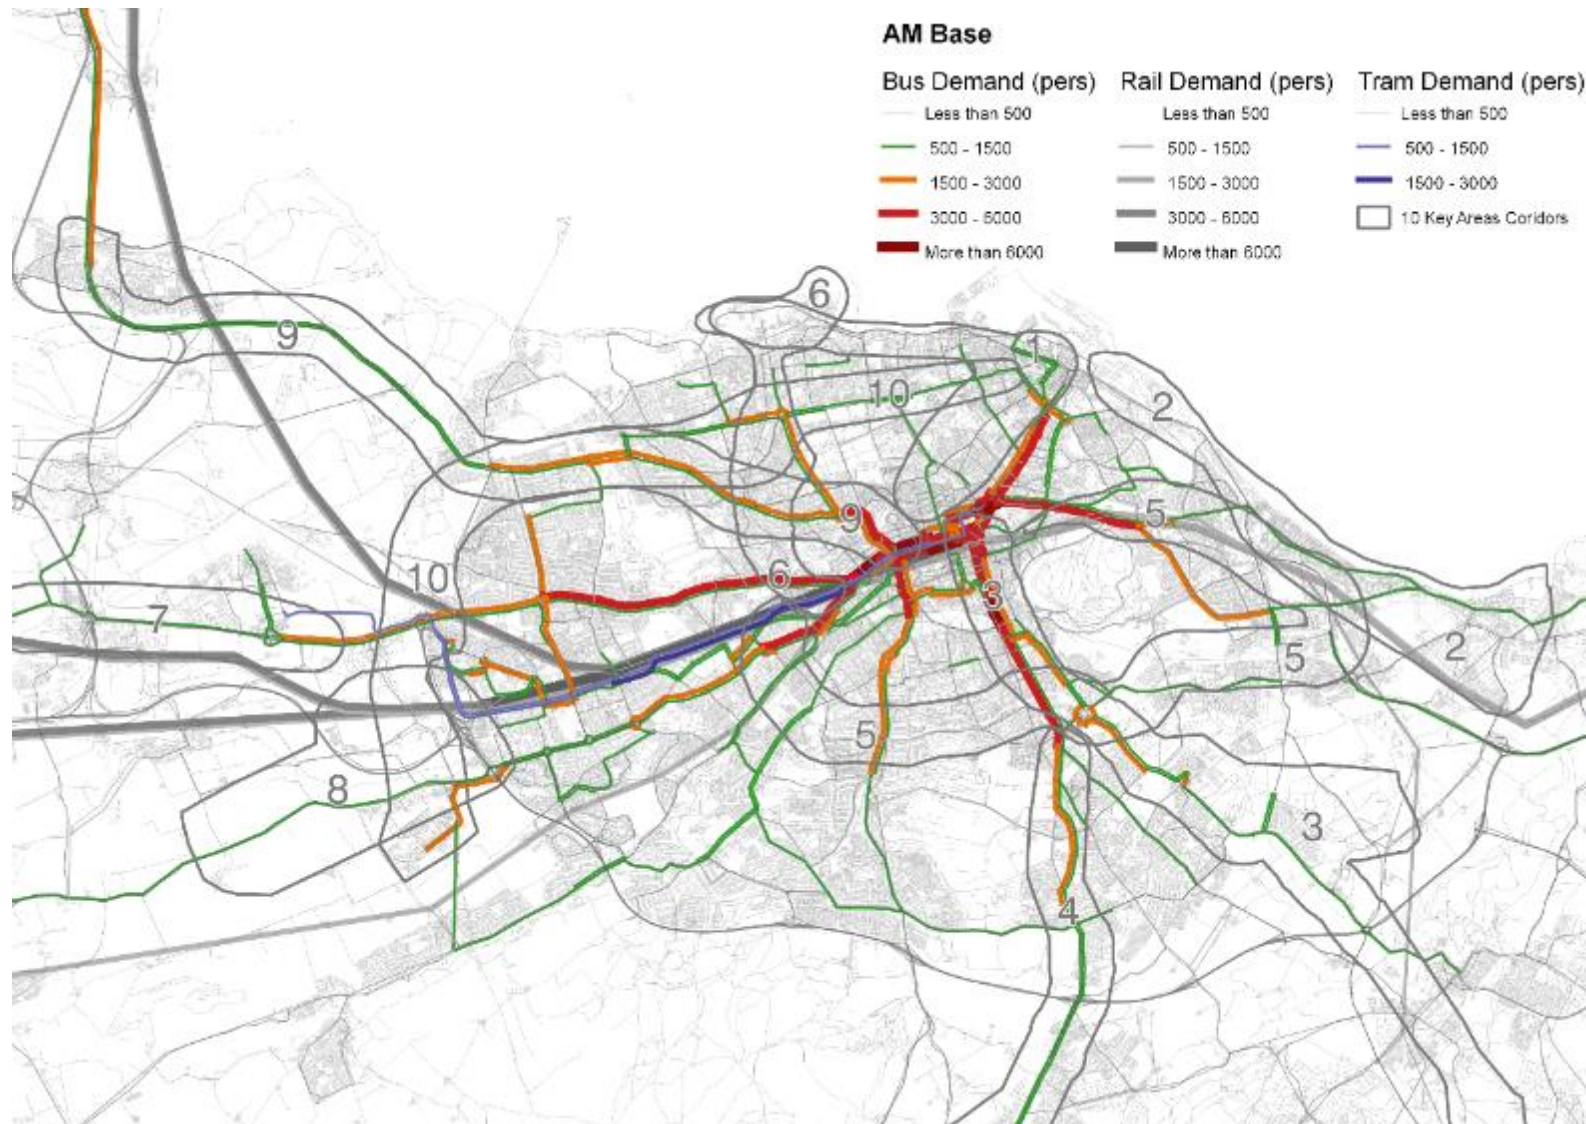 AM Base
Bus Demand (pers) Rail Demand (pers) Tram Demand (pers)
Less than 500 Less than 500 Less than 500
500 - 1500 500 - 1500 500 - 1500
1500 - 3000 1500 - 3000 1500 - 3000
3000 - 6000 3000 - 6000 10 Key Areas Coridors
More than 6000 More than 6000
6
9
1
10
2
9
5
10
6
3
7
5
2
5
8
3
4